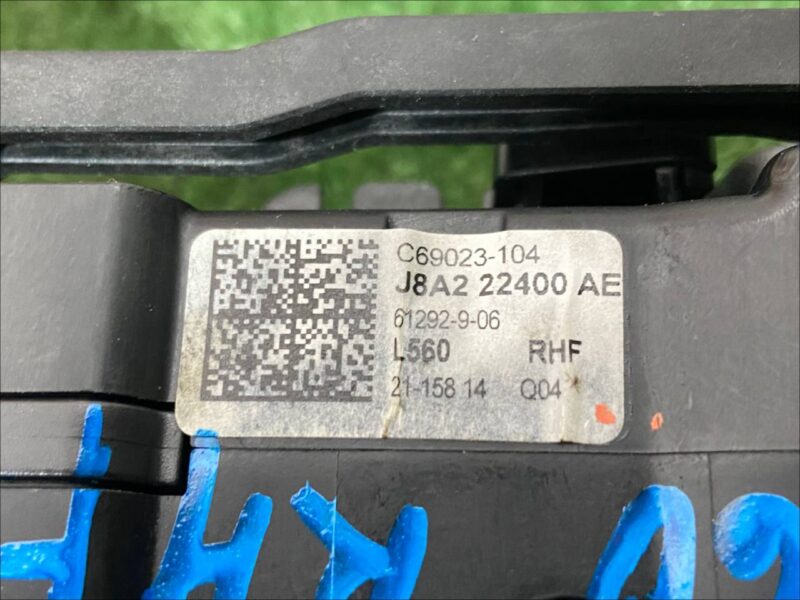 C69023-104
J8A2 22400 AE
61292-9-06
L560 RHF
21-158 14 Q04